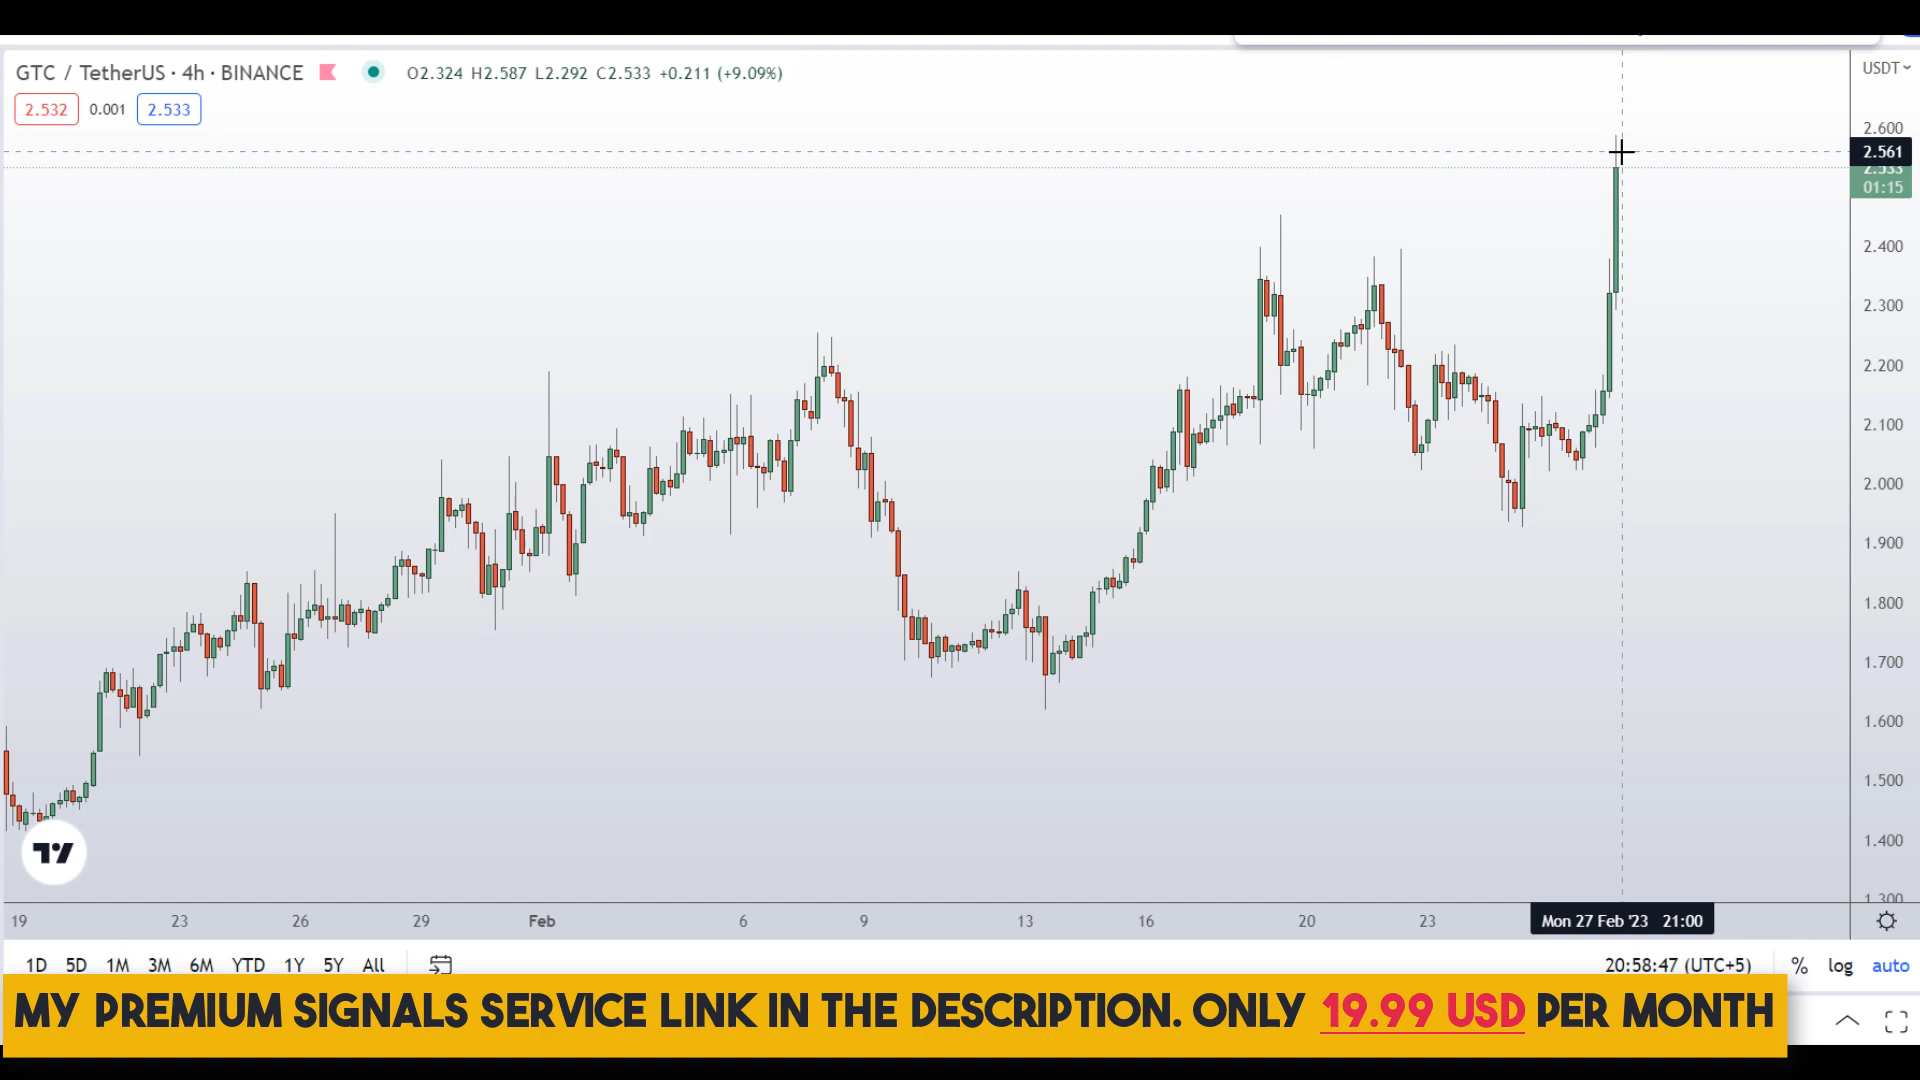 GTC / TetherUS · 4h · BINANCE O2.324 H2.587 L2.292 C2.533 +0.211 (+9.09%)
USDT
2.532 0.001 2.533
2.600
2.561
2.533
01:15
2.400
2.300
2.200
2.100
2.000
1.900
1.800
1.700
1.600
1.500
1.400
1.300
19 23 26 29 Feb 6 9 13 16 20 23 Mon 27 Feb '23 21:00
1D 5D 1M 3M 6M YTD 1Y 5Y All 20:58:47 (UTC+5) % log auto
MY PREMIUM SIGNALS SERVICE LINK IN THE DESCRIPTION. ONLY 19.99 USD PER MONTH